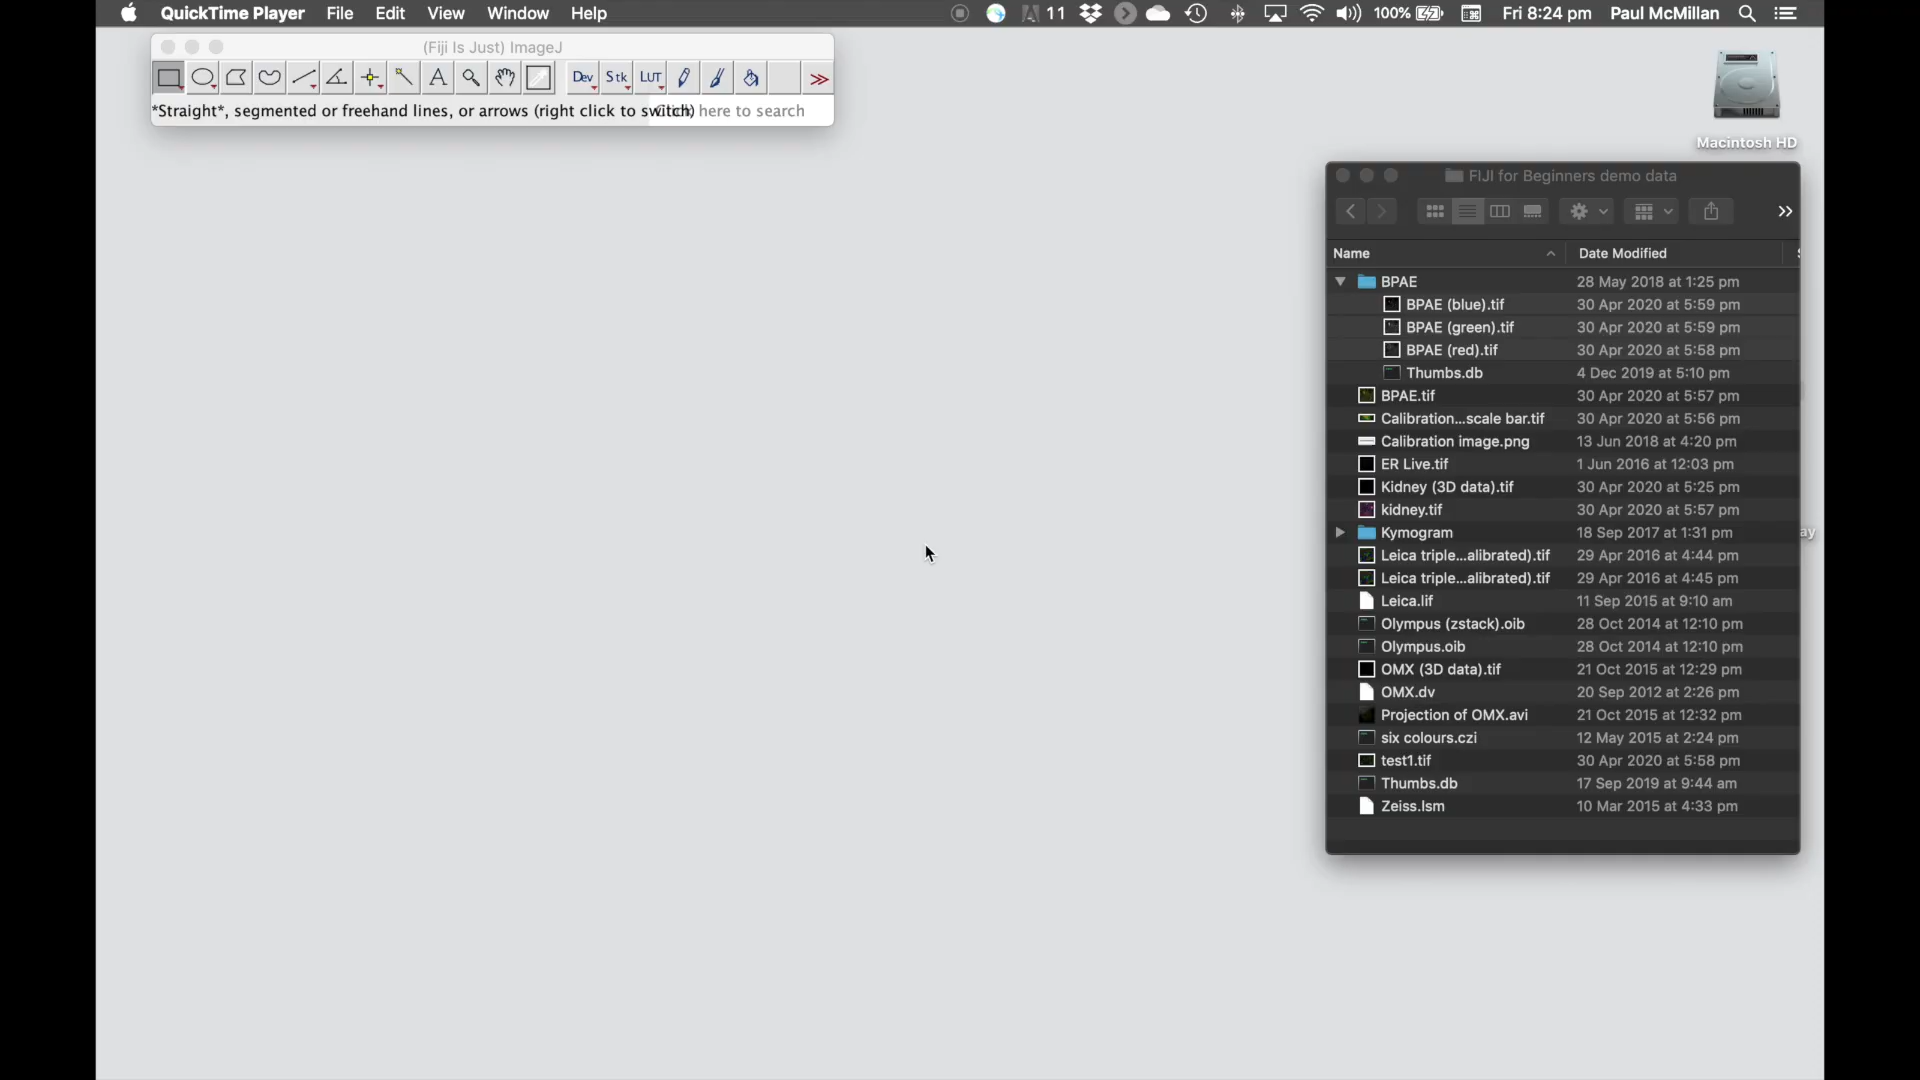 QuickTime Player File Edit View Window Help 11 100% Fri 8:24 pm Paul McMillan
(Fiji Is Just) ImageJ
Dev Stk LUT
*Straight*, segmented or freehand lines, or arrows (right click to switch) here to search
Macintosh HD
FIJI for Beginners demo data
Name Date Modified
BPAE 28 May 2018 at 1:25 pm
BPAE (blue).tif 30 Apr 2020 at 5:59 pm
BPAE (green).tif 30 Apr 2020 at 5:59 pm
BPAE (red).tif 30 Apr 2020 at 5:58 pm
Thumbs.db 4 Dec 2019 at 5:10 pm
BPAE.tif 30 Apr 2020 at 5:57 pm
Calibration...scale bar.tif 30 Apr 2020 at 5:56 pm
Calibration image.png 13 Jun 2018 at 4:20 pm
ER Live.tif 1 Jun 2016 at 12:03 pm
Kidney (3D data).tif 30 Apr 2020 at 5:25 pm
kidney.tif 30 Apr 2020 at 5:57 pm
Kymogram 18 Sep 2017 at 1:31 pm ay
Leica triple...alibrated).tif 29 Apr 2016 at 4:44 pm
Leica triple...alibrated).tif 29 Apr 2016 at 4:45 pm
Leica.lif 11 Sep 2015 at 9:10 am
Olympus (zstack).oib 28 Oct 2014 at 12:10 pm
Olympus.oib 28 Oct 2014 at 12:10 pm
OMX (3D data).tif 21 Oct 2015 at 12:29 pm
OMX.dv 20 Sep 2012 at 2:26 pm
Projection of OMX.avi 21 Oct 2015 at 12:32 pm
six colours.czi 12 May 2015 at 2:24 pm
test1.tif 30 Apr 2020 at 5:58 pm
Thumbs.db 17 Sep 2019 at 9:44 am
Zeiss.lsm 10 Mar 2015 at 4:33 pm